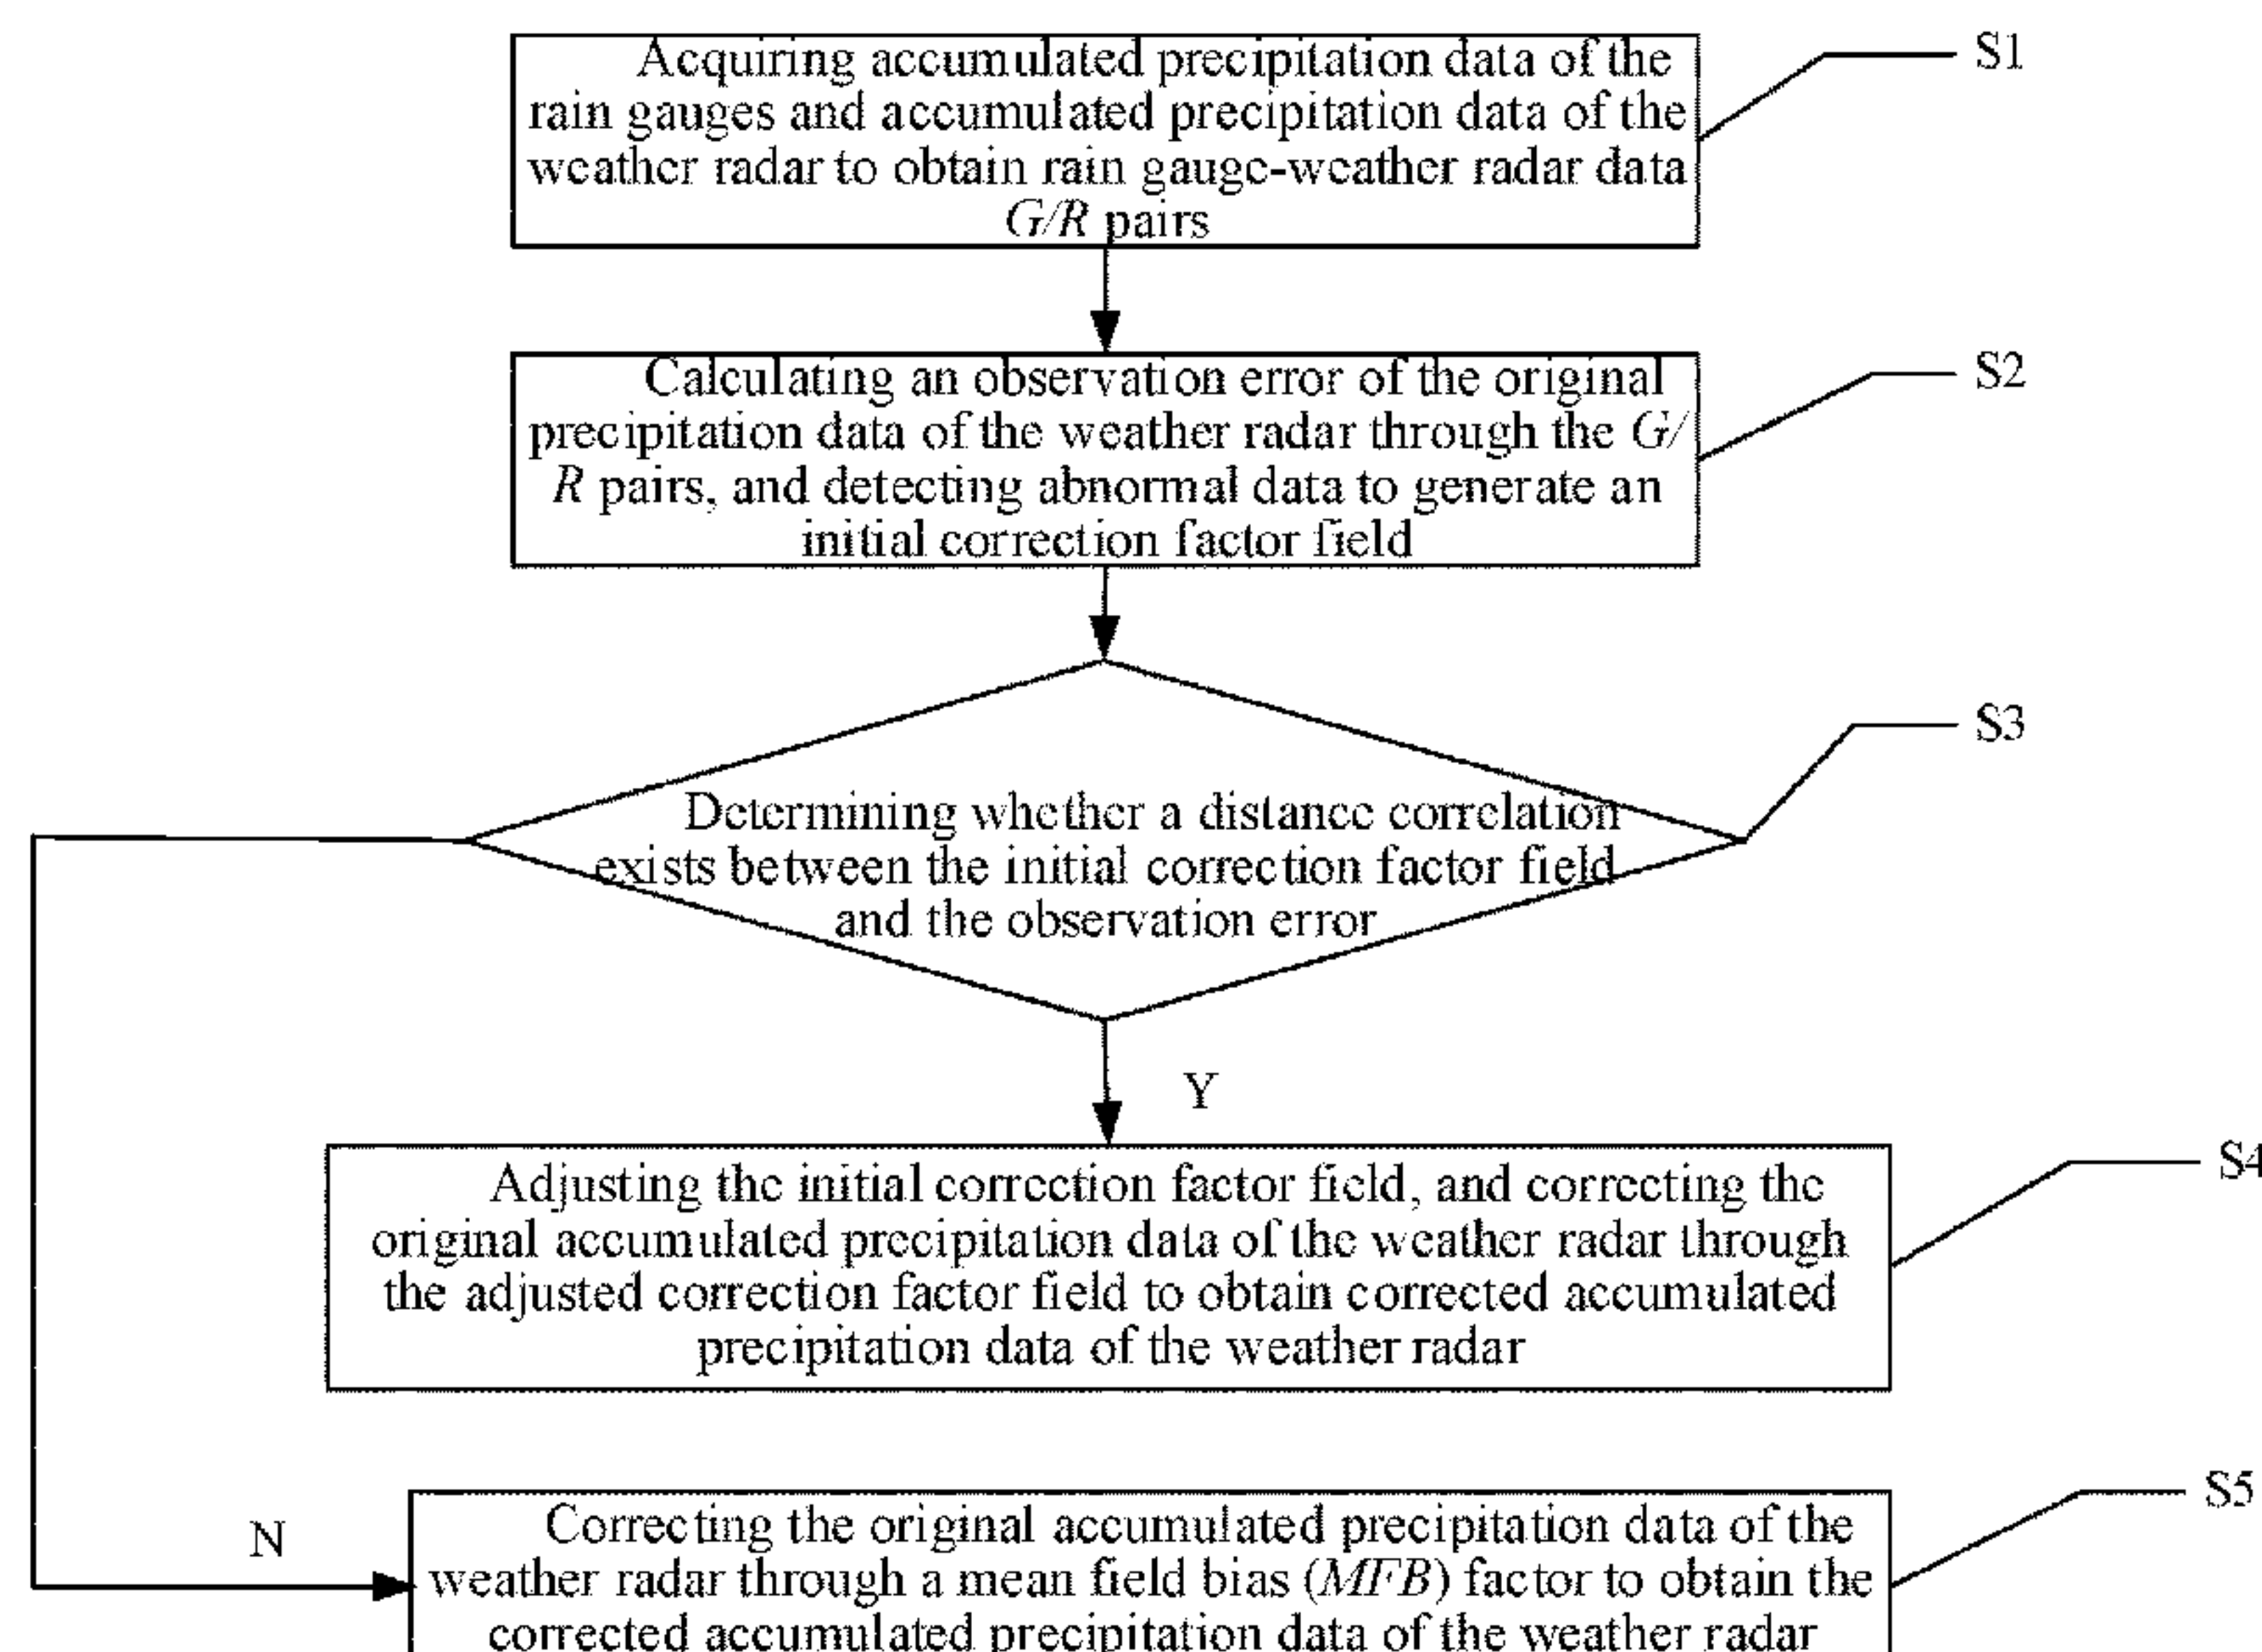 Acquiring accumulated precipitation data of the
rain gauges and accumulated precipitation data of the
weather radar to obtain rain gauge-weather radar data
G/R pairs
S1
Calculating an observation error of the original
precipitation data of the weather radar through the G/
R pairs, and detecting abnormal data to generate an
initial correction factor field
S2
Determining whether a distance correlation
exists between the initial correction factor field
and the observation error
S3
Y
Adjusting the initial correction factor field, and correcting the
original accumulated precipitation data of the weather radar through
the adjusted correction factor field to obtain corrected accumulated
precipitation data of the weather radar
S4
N
Correcting the original accumulated precipitation data of the
weather radar through a mean field bias (MFB) factor to obtain the
corrected accumulated precipitation data of the weather radar
S5